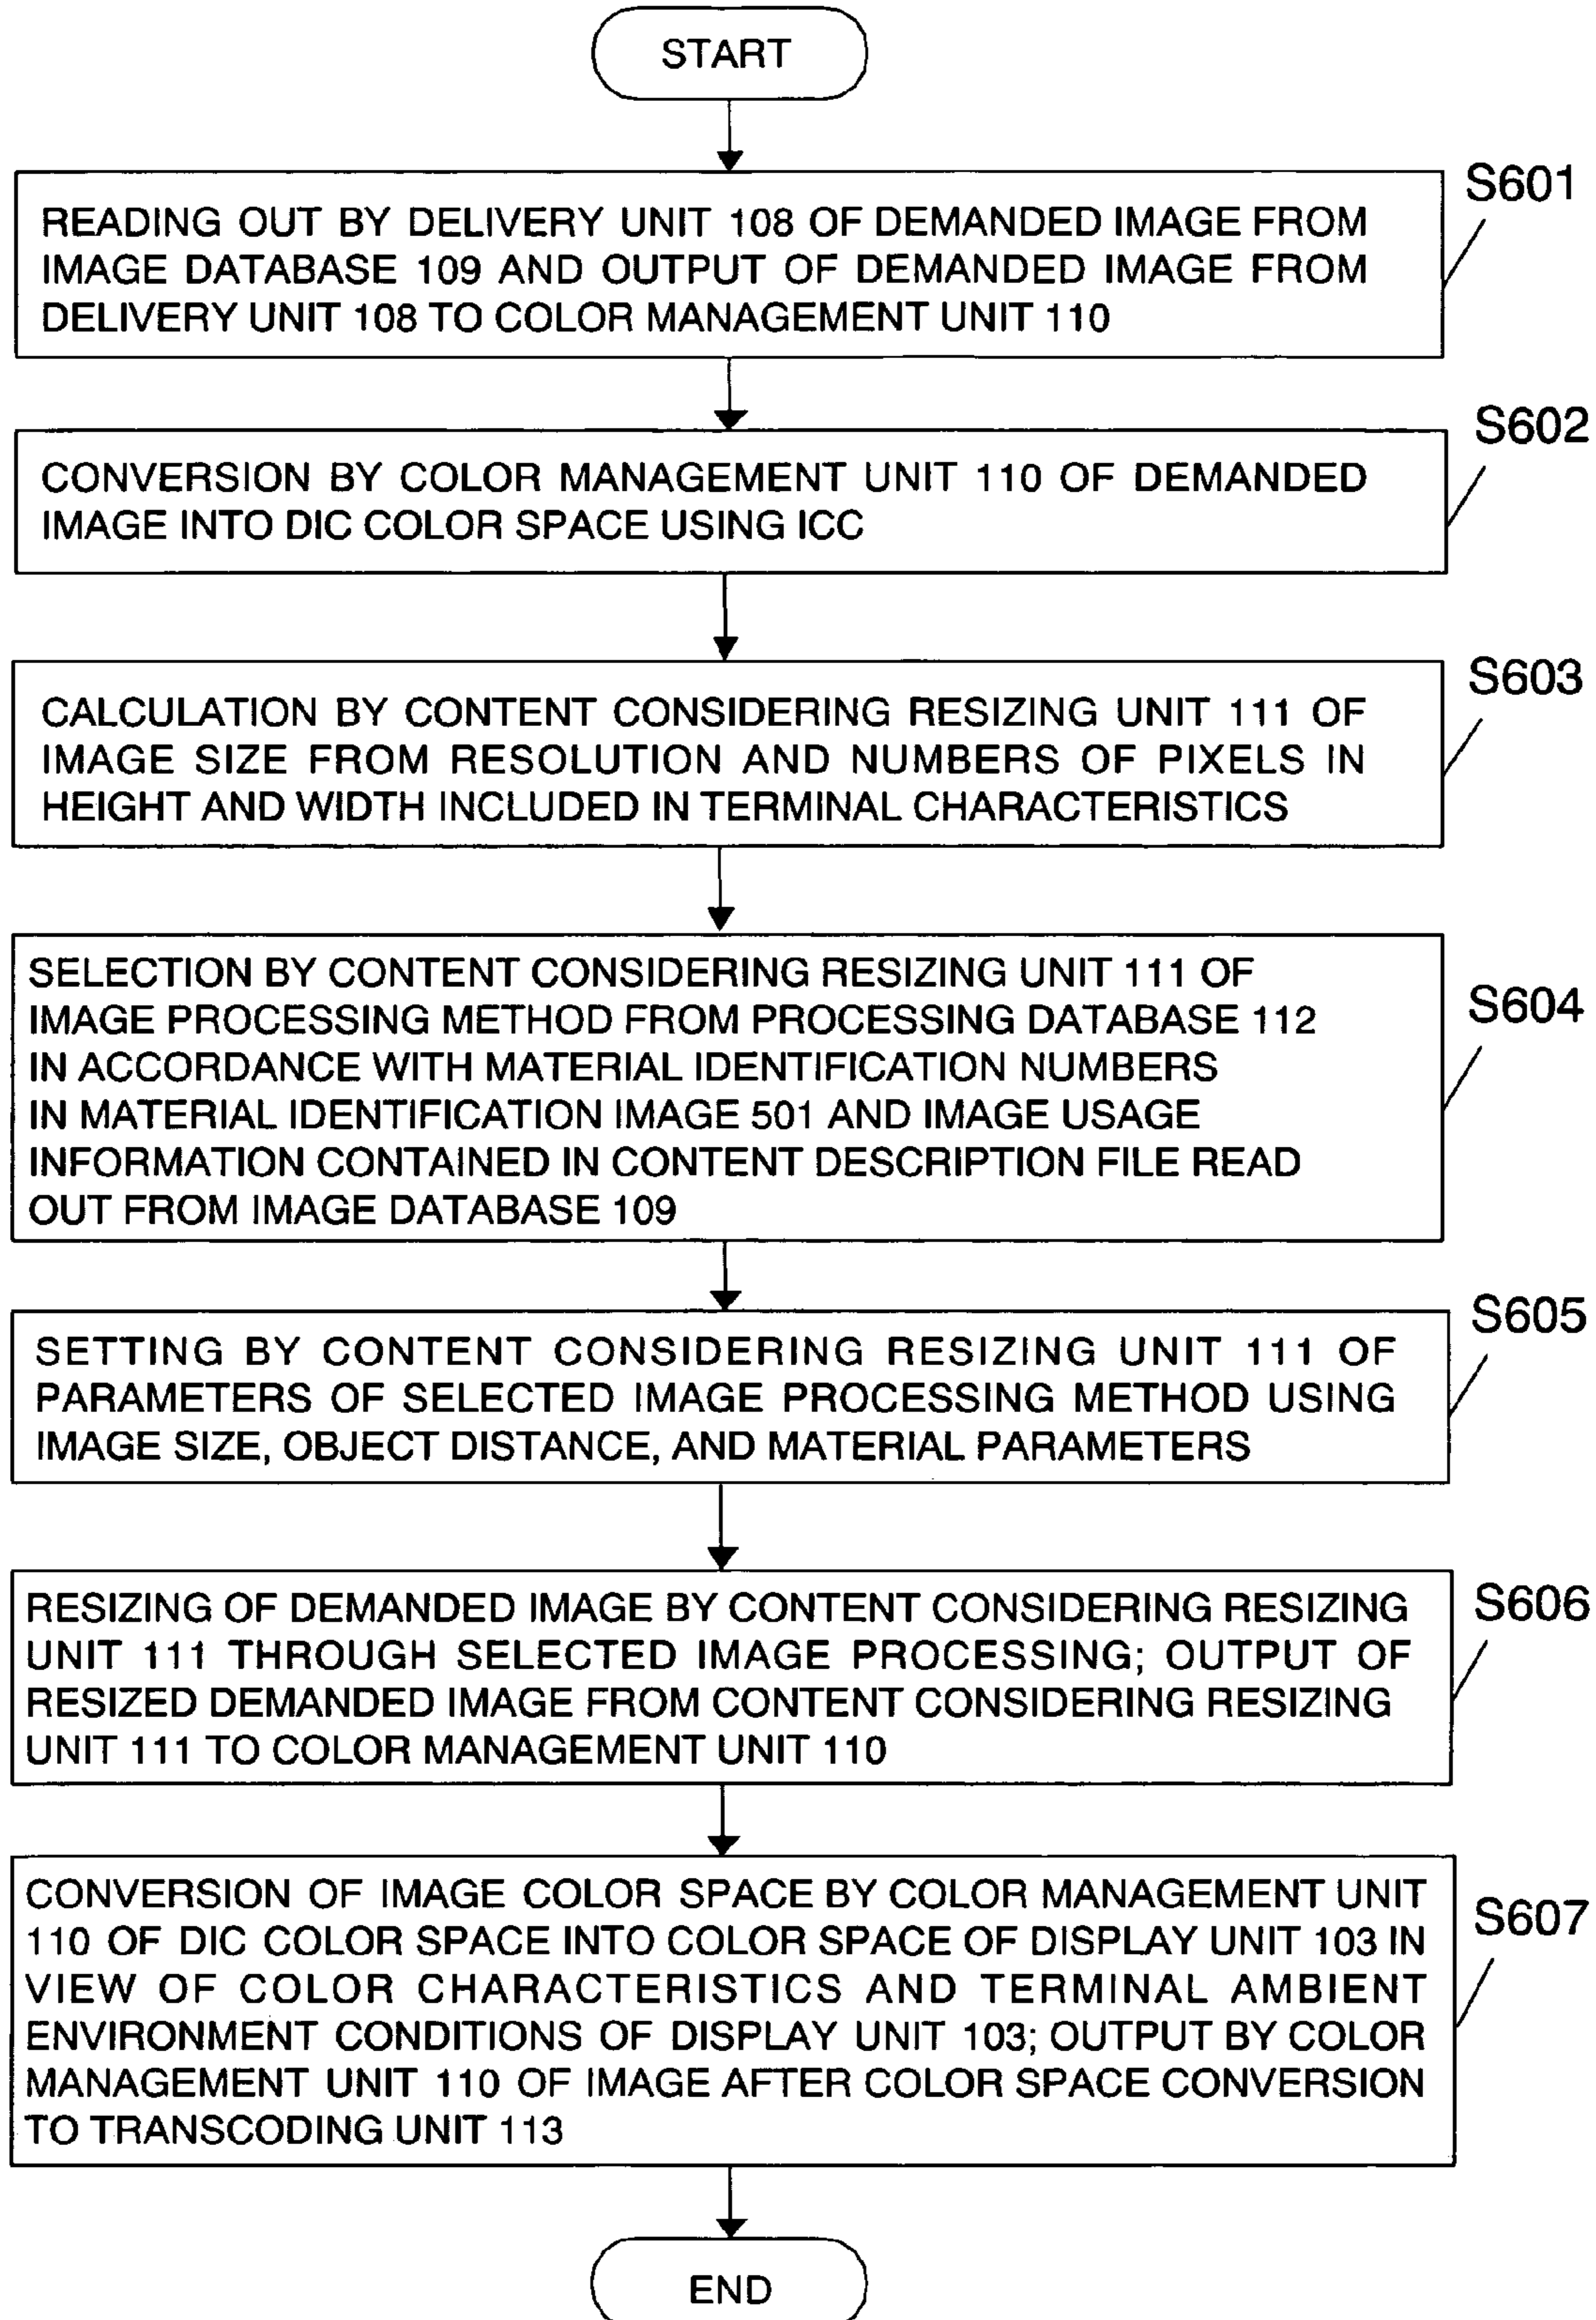 START
S601
READING OUT BY DELIVERY UNIT 108 OF DEMANDED IMAGE FROM
IMAGE DATABASE 109 AND OUTPUT OF DEMANDED IMAGE FROM
DELIVERY UNIT 108 TO COLOR MANAGEMENT UNIT 110
S602
CONVERSION BY COLOR MANAGEMENT UNIT 110 OF DEMANDED
IMAGE INTO DIC COLOR SPACE USING ICC
S603
CALCULATION BY CONTENT CONSIDERING RESIZING UNIT 111 OF
IMAGE SIZE FROM RESOLUTION AND NUMBERS OF PIXELS IN
HEIGHT AND WIDTH INCLUDED IN TERMINAL CHARACTERISTICS
S604
SELECTION BY CONTENT CONSIDERING RESIZING UNIT 111 OF
IMAGE PROCESSING METHOD FROM PROCESSING DATABASE 112
IN ACCORDANCE WITH MATERIAL IDENTIFICATION NUMBERS
IN MATERIAL IDENTIFICATION IMAGE 501 AND IMAGE USAGE
INFORMATION CONTAINED IN CONTENT DESCRIPTION FILE READ
OUT FROM IMAGE DATABASE 109
S605
SETTING BY CONTENT CONSIDERING RESIZING UNIT 111 OF
PARAMETERS OF SELECTED IMAGE PROCESSING METHOD USING
IMAGE SIZE, OBJECT DISTANCE, AND MATERIAL PARAMETERS
S606
RESIZING OF DEMANDED IMAGE BY CONTENT CONSIDERING RESIZING
UNIT 111 THROUGH SELECTED IMAGE PROCESSING; OUTPUT OF
RESIZED DEMANDED IMAGE FROM CONTENT CONSIDERING RESIZING
UNIT 111 TO COLOR MANAGEMENT UNIT 110
S607
CONVERSION OF IMAGE COLOR SPACE BY COLOR MANAGEMENT UNIT
110 OF DIC COLOR SPACE INTO COLOR SPACE OF DISPLAY UNIT 103 IN
VIEW OF COLOR CHARACTERISTICS AND TERMINAL AMBIENT
ENVIRONMENT CONDITIONS OF DISPLAY UNIT 103; OUTPUT BY COLOR
MANAGEMENT UNIT 110 OF IMAGE AFTER COLOR SPACE CONVERSION
TO TRANSCODING UNIT 113
END